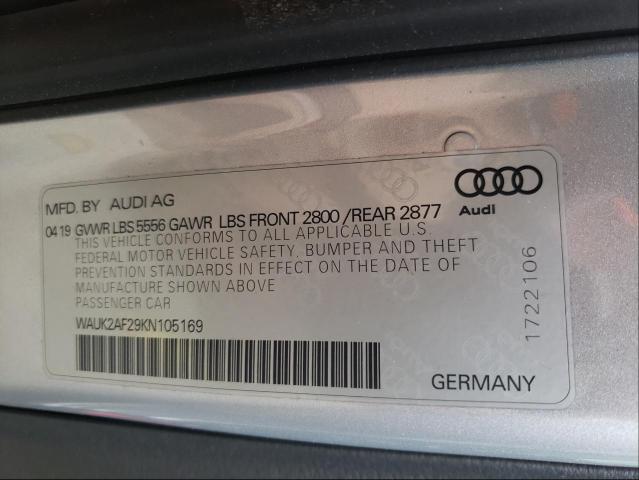 MFD. BY AUDI AG
04 19 GVWR LBS 5556 GAWR LBS FRONT 2800 /REAR 2877
THIS VEHICLE CONFORMS TO ALL APPLICABLE U.S.
FEDERAL MOTOR VEHICLE SAFETY, BUMPER AND THEFT
PREVENTION STANDARDS IN EFFECT ON THE DATE OF
MANUFACTURE SHOWN ABOVE
PASSENGER CAR
WAUK2AF29KN105169
Audi
1722106
GERMANY